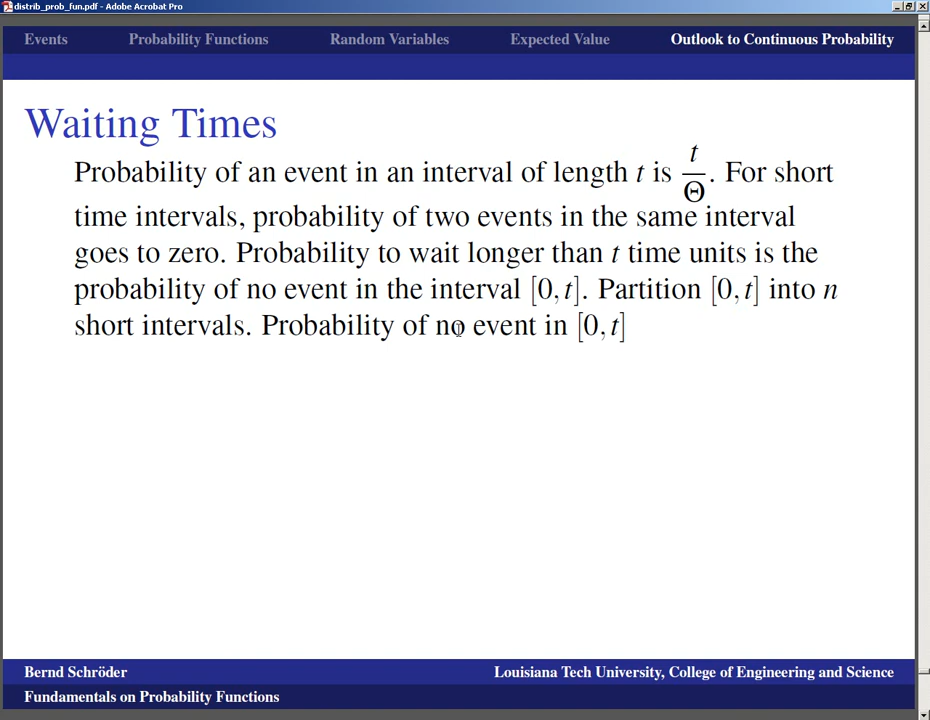 distrib_prob_fun.pdf - Adobe Acrobat Pro
Events Probability Functions Random Variables Expected Value Outlook to Continuous Probability
Waiting Times
Probability of an event in an interval of length t is t/Θ. For short
time intervals, probability of two events in the same interval
goes to zero. Probability to wait longer than t time units is the
probability of no event in the interval [0,t]. Partition [0,t] into n
short intervals. Probability of no event in [0,t]
Bernd Schröder Louisiana Tech University, College of Engineering and Science
Fundamentals on Probability Functions